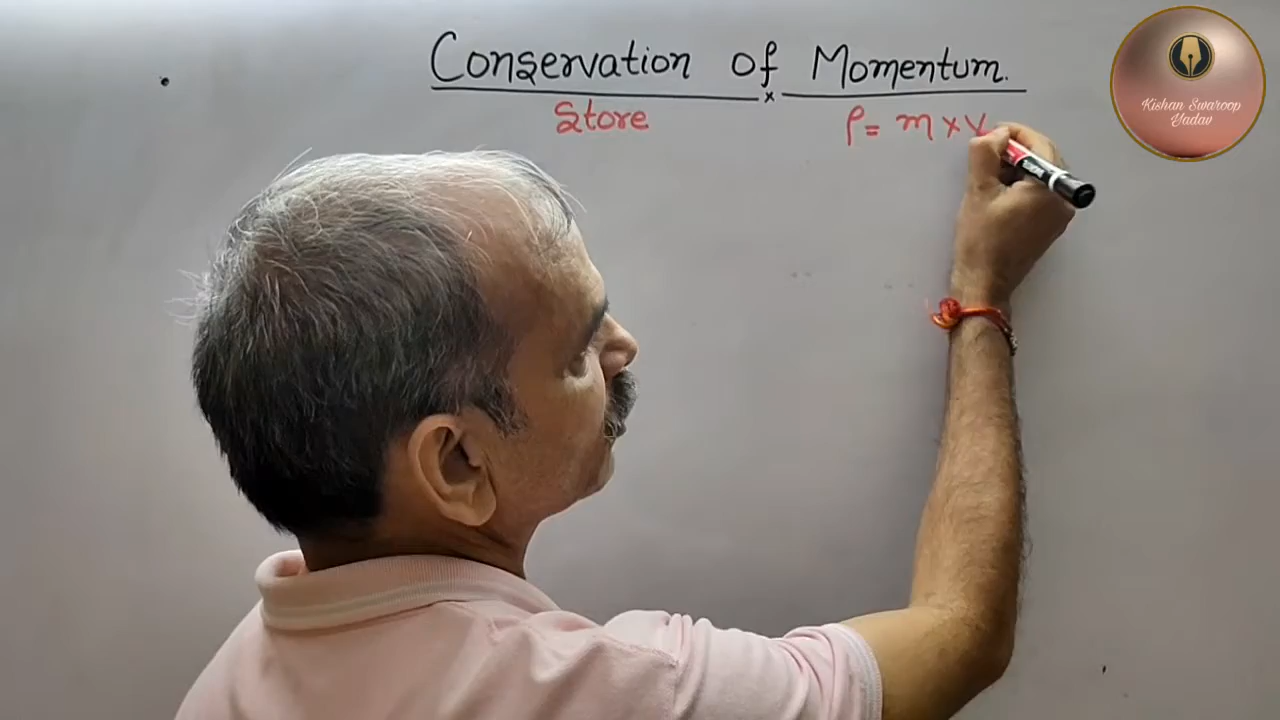 Conservation of Momentum.
x
Store
P = m x v
Kishan Swaroop
Yadav